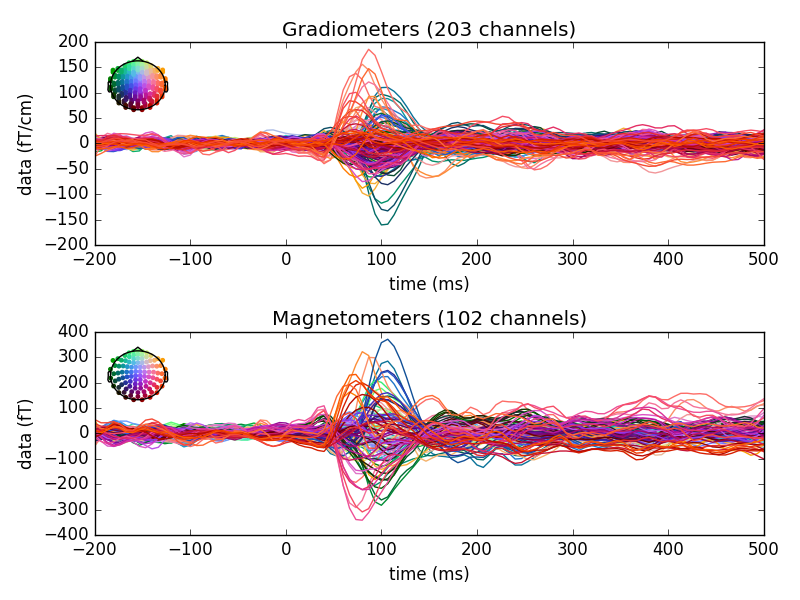 Gradiometers (203 channels)
200
150
100
50
0
−50
−100
−150
−200
data (fT/cm)
−200 −100 0 100 200 300 400 500
time (ms)
Magnetometers (102 channels)
400
300
200
100
0
−100
−200
−300
−400
data (fT)
−200 −100 0 100 200 300 400 500
time (ms)